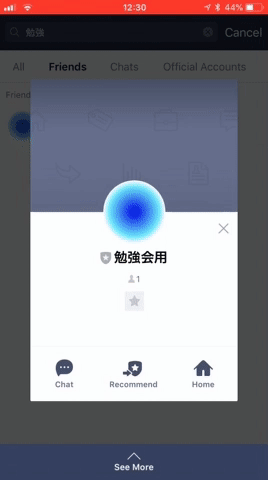 12:30
44%
勉強
Cancel
All Friends Chats Official Accounts
Friend
勉強会用
1
Chat Recommend Home
See More